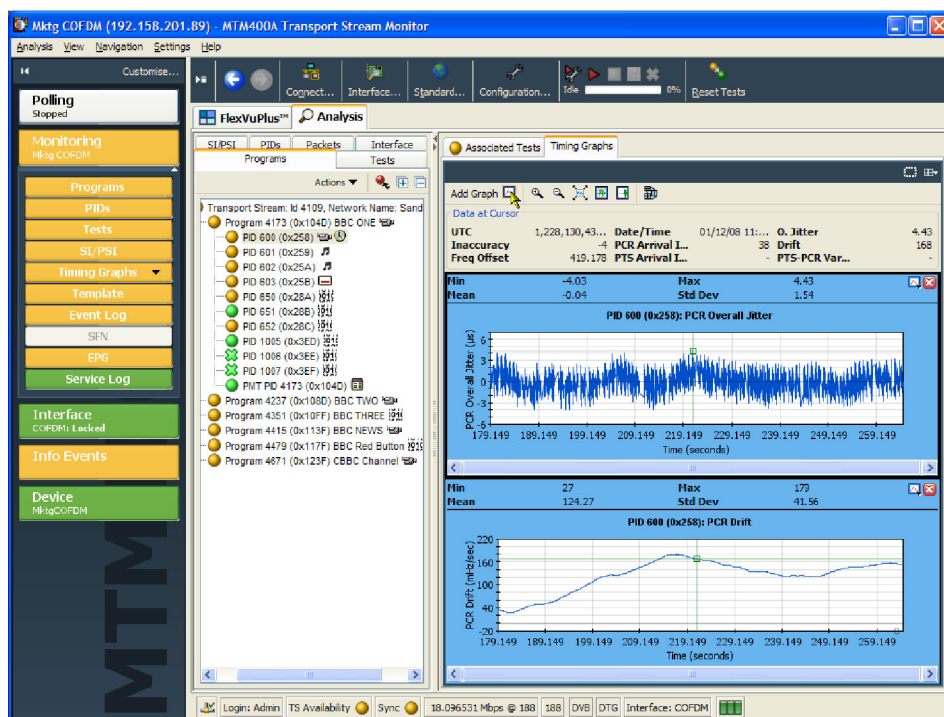 Mktg COFDM (192.158.201.89) - MTM400A Transport Stream Monitor
Analysis View Navigation Settings Help
Customise...
Polling
Stopped
Monitoring
Mktg COFDM
Programs
PIDs
Tests
SI/PSI
Timing Graphs
Template
Event Log
SFN
EPG
Service Log
Interface
COFDM: Locked
Info Events
Device
MktgCOFDM
MTM
Connect... Interface... Standard... Configuration... Idle 0% Reset Tests
FlexVuPlus™ Analysis
SI/PSI PIDs Packets Interface
Programs Tests
Actions
Transport Stream: Id 4109, Network Name: Sand
Program 4173 (0x104D) BBC ONE
PID 600 (0x258)
PID 601 (0x259)
PID 602 (0x25A)
PID 603 (0x25B)
PID 650 (0x28A)
PID 651 (0x28B)
PID 652 (0x28C)
PID 1005 (0x3ED)
PID 1006 (0x3EE)
PID 1007 (0x3EF)
PMT PID 4173 (0x104D)
Program 4237 (0x108D) BBC TWO
Program 4351 (0x10FF) BBC THREE
Program 4415 (0x113F) BBC NEWS
Program 4479 (0x117F) BBC Red Button
Program 4671 (0x123F) CBBC Channel
Associated Tests Timing Graphs
Add Graph
Data at Cursor
UTC 1,228,130,43... Date/Time 01/12/08 11:... O. Jitter 4.43
Inaccuracy -4 PCR Arrival I... 38 Drift 168
Freq Offset 419.178 PTS Arrival I... - PTS-PCR Var... -
Min -4.03 Max 4.43
Mean -0.04 Std Dev 1.54
PID 600 (0x258): PCR Overall Jitter
PCR Overall Jitter (µs)
6
3
0
-3
-6
179.149 189.149 199.149 209.149 219.149 229.149 239.149 249.149 259.149
Time (seconds)
Min 27 Max 179
Mean 124.27 Std Dev 41.56
PID 600 (0x258): PCR Drift
PCR Drift (mHz/sec)
220
160
100
40
-20
179.149 189.149 199.149 209.149 219.149 229.149 239.149 249.149 259.149
Time (seconds)
Login: Admin TS Availability Sync 18.096531 Mbps @ 188 188 DVB DTG Interface: COFDM